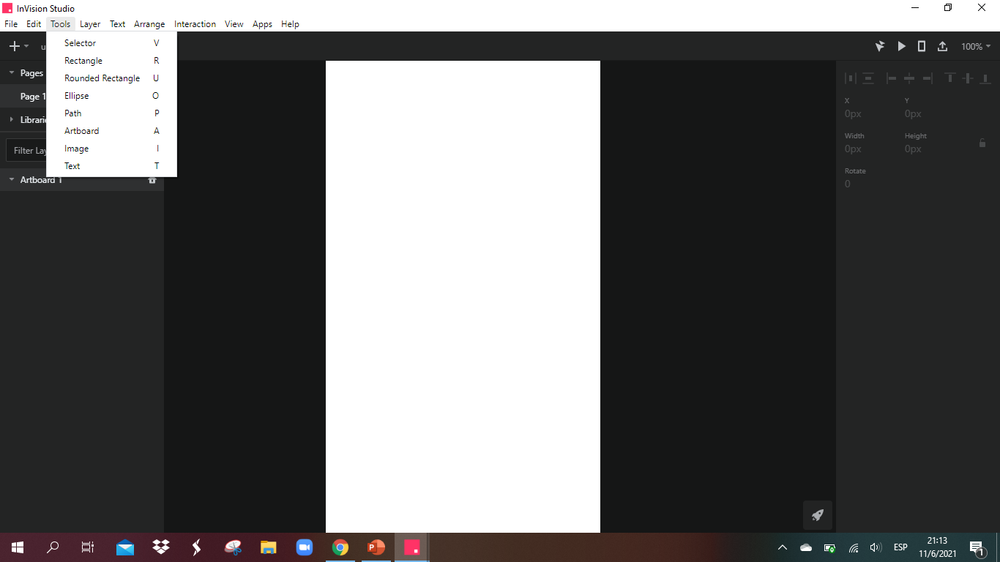 InVision Studio
File Edit Tools Layer Text Arrange Interaction View Apps Help
100%
Selector V
Rectangle R
Rounded Rectangle U
Ellipse O
Path P
Artboard A
Image I
Text T
Pages
Page 1
Filter
Artboard 1
X Y
0px 0px
Width Height
0px 0px
Rotate
0
ESP
21:13
11/6/2021
1